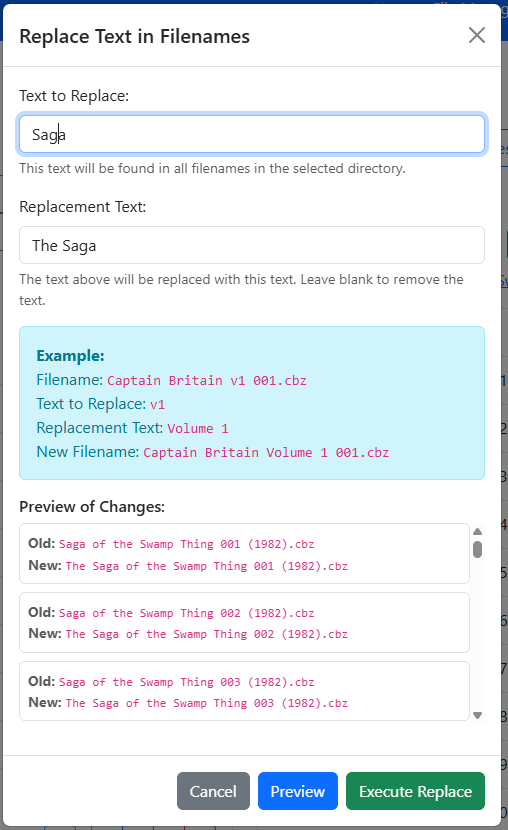 Replace Text in Filenames
Text to Replace:
Saga
This text will be found in all filenames in the selected directory.
Replacement Text:
The Saga
The text above will be replaced with this text. Leave blank to remove the
text.
Example:
Filename: Captain Britain v1 001.cbz
Text to Replace: v1
Replacement Text: Volume 1
New Filename: Captain Britain Volume 1 001.cbz
Preview of Changes:
Old: Saga of the Swamp Thing 001 (1982).cbz
New: The Saga of the Swamp Thing 001 (1982).cbz
Old: Saga of the Swamp Thing 002 (1982).cbz
New: The Saga of the Swamp Thing 002 (1982).cbz
Old: Saga of the Swamp Thing 003 (1982).cbz
New: The Saga of the Swamp Thing 003 (1982).cbz
Cancel
Preview
Execute Replace